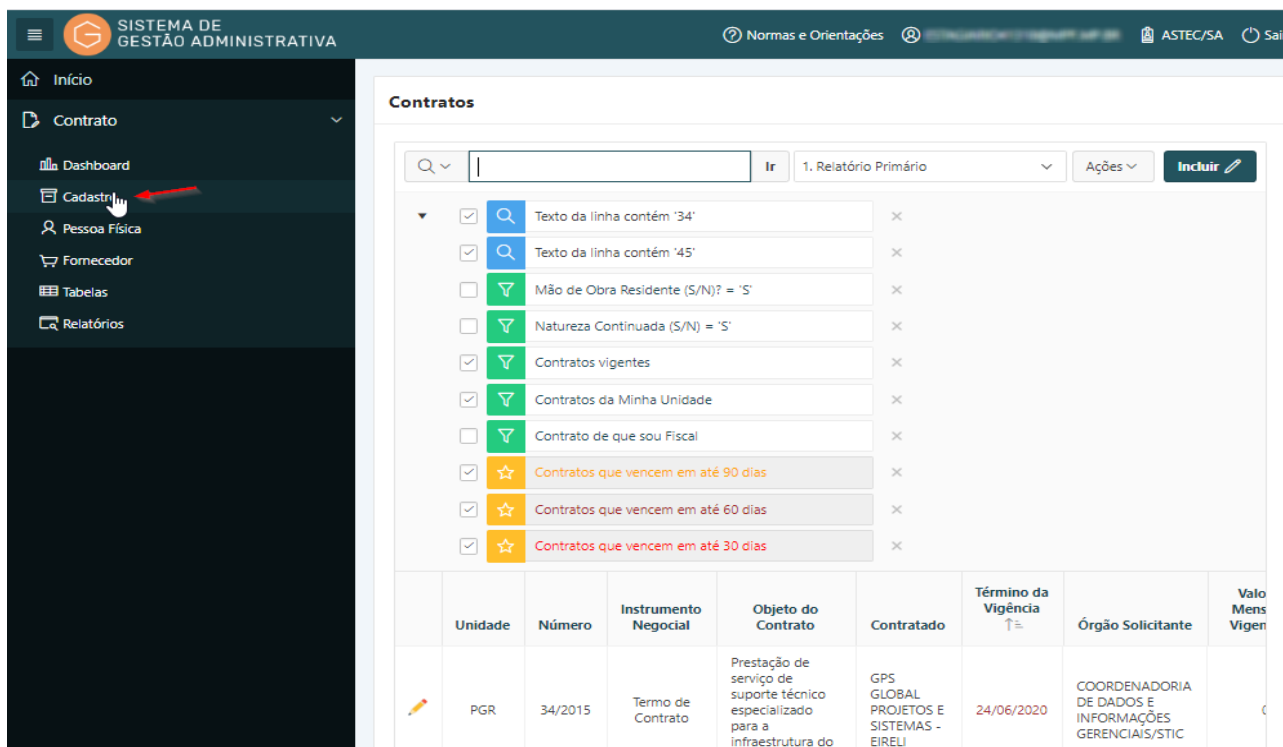 SISTEMA DE
GESTÃO ADMINISTRATIVA
Normas e Orientações
ASTEC/SA
Sai
Início
Contrato
Dashboard
Cadastro
Pessoa Física
Fornecedor
Tabelas
Relatórios
Contratos
Ir
1. Relatório Primário
Ações
Incluir
Texto da linha contém '34'
Texto da linha contém '45'
Mão de Obra Residente (S/N)? = 'S'
Natureza Continuada (S/N) = 'S'
Contratos vigentes
Contratos da Minha Unidade
Contrato de que sou Fiscal
Contratos que vencem em até 90 dias
Contratos que vencem em até 60 dias
Contratos que vencem em até 30 dias
Unidade
Número
Instrumento
Negocial
Objeto do
Contrato
Contratado
Término da
Vigência
Órgão Solicitante
Valo
Mens
Vigen
PGR
34/2015
Termo de
Contrato
Prestação de
serviço de
suporte técnico
especializado
para a
infraestrutura do
GPS
GLOBAL
PROJETOS E
SISTEMAS -
EIRELI
24/06/2020
COORDENADORIA
DE DADOS E
INFORMAÇÕES
GERENCIAIS/STIC